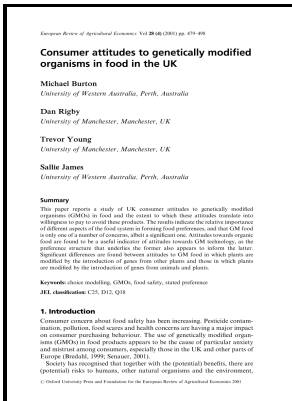 European Review of Agricultural Economics Vol 28 (4) (2001) pp. 479–498
Consumer attitudes to genetically modified
organisms in food in the UK
Michael Burton
University of Western Australia, Perth, Australia
Dan Rigby
University of Manchester, Manchester, UK
Trevor Young
University of Manchester, Manchester, UK
Sallie James
University of Western Australia, Perth, Australia
Summary
This paper reports a study of UK consumer attitudes to genetically modified
organisms (GMOs) in food and the extent to which these attitudes translate into
willingness to pay to avoid these products. The results indicate the relative importance
of different aspects of the food system in forming preferences, and that GM food
is only one of a number of concerns, albeit a significant one. Attitudes towards organic
food are found to be a useful indicator of attitudes towards GM technology, as the
preference structure that underlies the former also appears to inform the latter.
Significant differences are found between attitudes to GM food in which plants are
modified by the introduction of genes from other plants and those in which plants
are modified by the introduction of genes from animals and plants.
Keywords: choice modelling, GMOs, food safety, stated preference
JEL classification: C25, D12, Q18
1. Introduction
Consumer concern about food safety has been increasing. Pesticide contam-
ination, pollution, food scares and health concerns are having a major impact
on consumer purchasing behaviour. The use of genetically modified organ-
isms (GMOs) in food products appears to be the cause of particular anxiety
and mistrust among consumers, especially those in the UK and other parts of
Europe (Bredahl, 1999; Senauer, 2001).
Society has recognised that together with the (potential) benefits, there are
(potential) risks to humans, other natural organisms and the environment,
© Oxford University Press and Foundation for the European Review of Agricultural Economics 2001